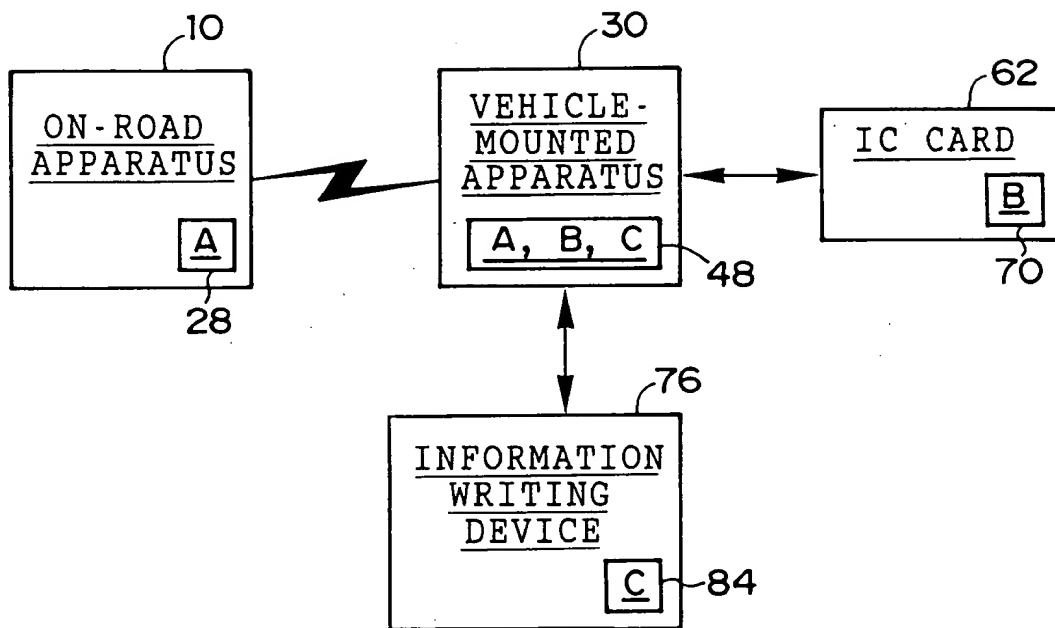 10
ON-ROAD
APPARATUS
A
28
30
VEHICLE-
MOUNTED
APPARATUS
A, B, C
48
62
IC CARD
B
70
76
INFORMATION
WRITING
DEVICE
C
84